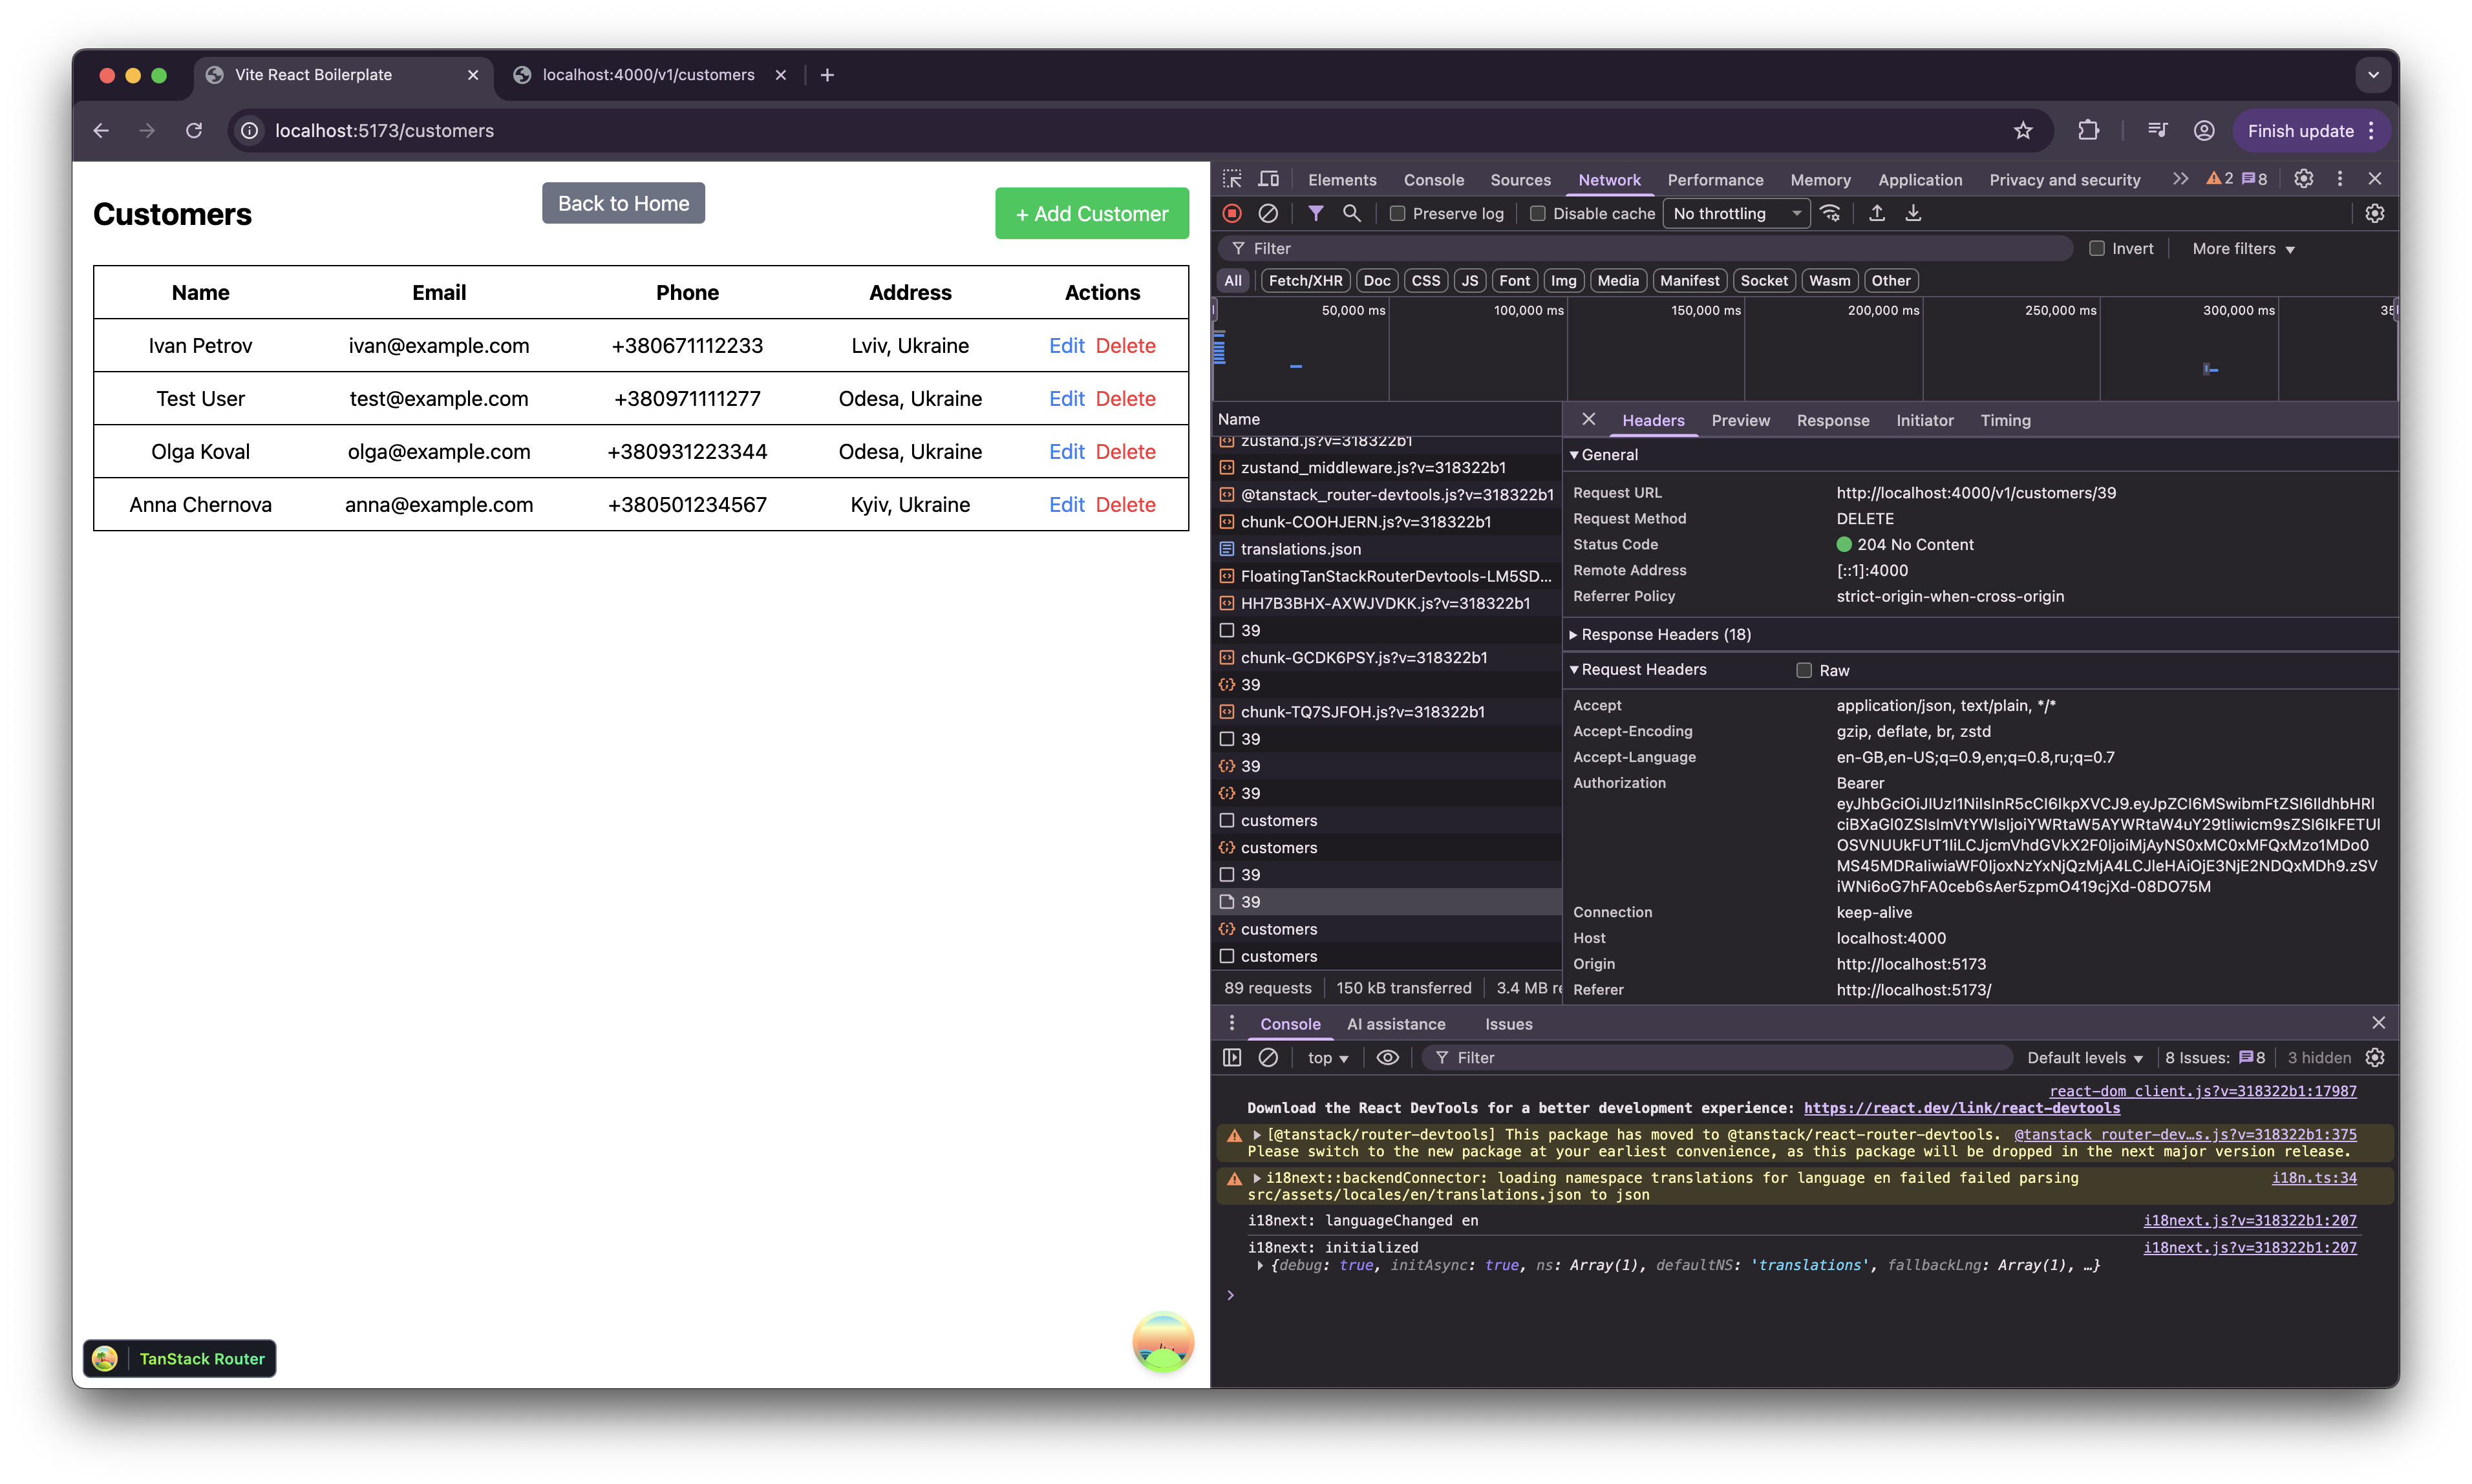 Vite React Boilerplate
localhost:4000/v1/customers
localhost:5173/customers
Finish update
Customers
Back to Home
+ Add Customer
Name Email Phone Address Actions
Ivan Petrov ivan@example.com +380671112233 Lviv, Ukraine Edit Delete
Test User test@example.com +380971111277 Odesa, Ukraine Edit Delete
Olga Koval olga@example.com +380931223344 Odesa, Ukraine Edit Delete
Anna Chernova anna@example.com +380501234567 Kyiv, Ukraine Edit Delete
TanStack Router
Elements Console Sources Network Performance Memory Application Privacy and security 2 8
Preserve log Disable cache No throttling
Filter Invert More filters
All Fetch/XHR Doc CSS JS Font Img Media Manifest Socket Wasm Other
50,000 ms 100,000 ms 150,000 ms 200,000 ms 250,000 ms 300,000 ms
Name
zustand.js?v=318322b1
zustand_middleware.js?v=318322b1
@tanstack_router-devtools.js?v=318322b1
chunk-COOHJERN.js?v=318322b1
translations.json
FloatingTanStackRouterDevtools-LM5SD...
HH7B3BHX-AXWJVDKK.js?v=318322b1
39
chunk-GCDK6PSY.js?v=318322b1
39
chunk-TQ7SJFOH.js?v=318322b1
39
39
39
customers
customers
39
39
customers
customers
89 requests 150 kB transferred 3.4 MB re
Headers Preview Response Initiator Timing
General
Request URL http://localhost:4000/v1/customers/39
Request Method DELETE
Status Code 204 No Content
Remote Address [::1]:4000
Referrer Policy strict-origin-when-cross-origin
Response Headers (18)
Request Headers Raw
Accept application/json, text/plain, */*
Accept-Encoding gzip, deflate, br, zstd
Accept-Language en-GB,en-US;q=0.9,en;q=0.8,ru;q=0.7
Authorization Bearer
Connection keep-alive
Host localhost:4000
Origin http://localhost:5173
Referer http://localhost:5173/
Console AI assistance Issues
top Filter Default levels 8 Issues: 8 3 hidden
react-dom_client.js?v=318322b1:17987
Download the React DevTools for a better development experience: https://react.dev/link/react-devtools
[@tanstack/router-devtools] This package has moved to @tanstack/react-router-devtools. @tanstack_router-dev…s.js?v=318322b1:375
Please switch to the new package at your earliest convenience, as this package will be dropped in the next major version release.
i18next::backendConnector: loading namespace translations for language en failed failed parsing i18n.ts:34
src/assets/locales/en/translations.json to json
i18next: languageChanged en i18next.js?v=318322b1:207
i18next: initialized i18next.js?v=318322b1:207
{debug: true, initAsync: true, ns: Array(1), defaultNS: 'translations', fallbackLng: Array(1), …}